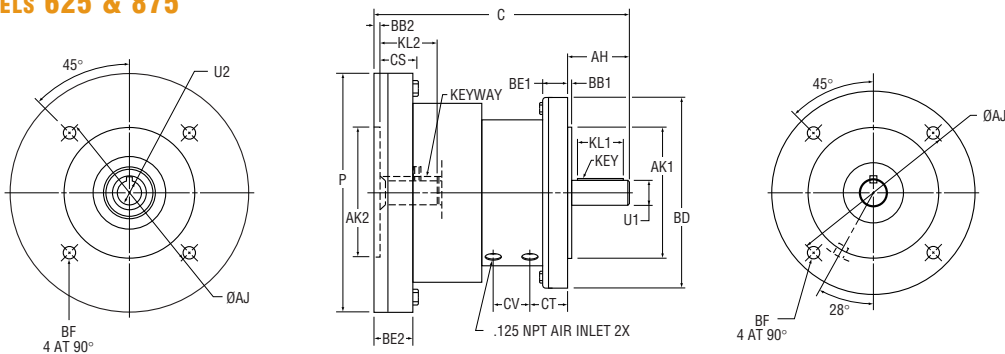 ELS 625 & 875
45°
U2
ØAJ
BF
4 AT 90°
C
BB2
KL2
CS
KEYWAY
AH
BE1
BB1
KL1
KEY
P
AK2
AK1
U1
BD
CV
CT
.125 NPT AIR INLET 2X
BE2
45°
ØAJ
BF
4 AT 90°
28°